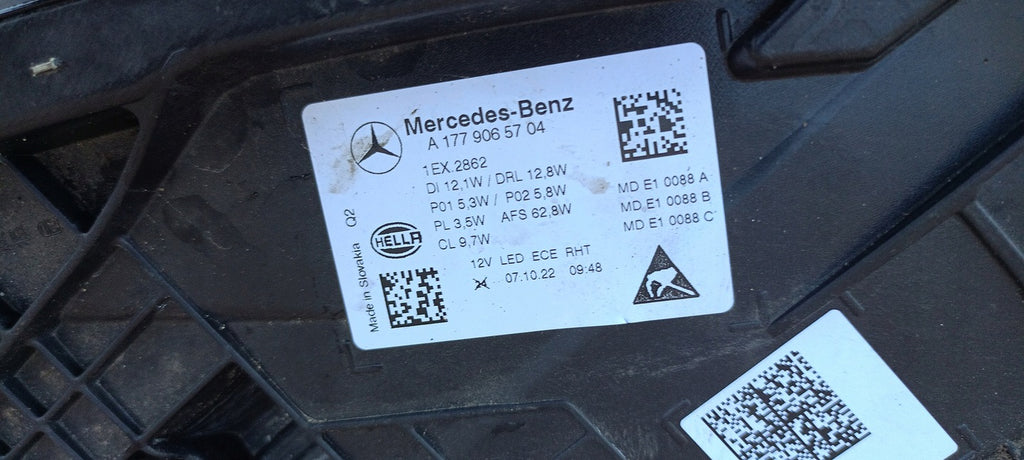 Mercedes-Benz
A 177 906 57 04
1EX.2862
DI 12,1W / DRL 12,8W
P01 5,3W / P02 5,8W
PL 3,5W AFS 62,8W
CL 9,7W
12V LED ECE RHT
07.10.22 09:48
MD E1 0088 A
MD E1 0088 B
MD E1 0088 C
HELLA
Made in Slovakia Q2